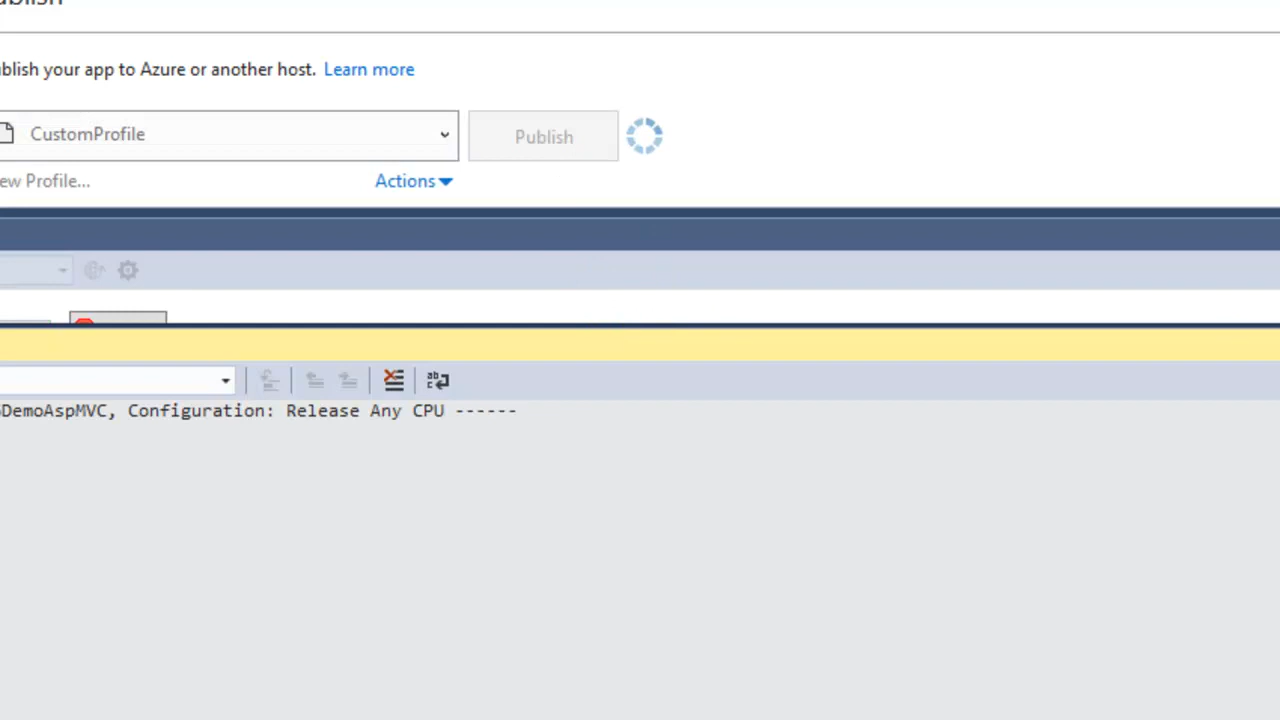 ublish
blish your app to Azure or another host. Learn more
CustomProfile
Publish
ew Profile...
Actions
DemoAspMVC, Configuration: Release Any CPU ------